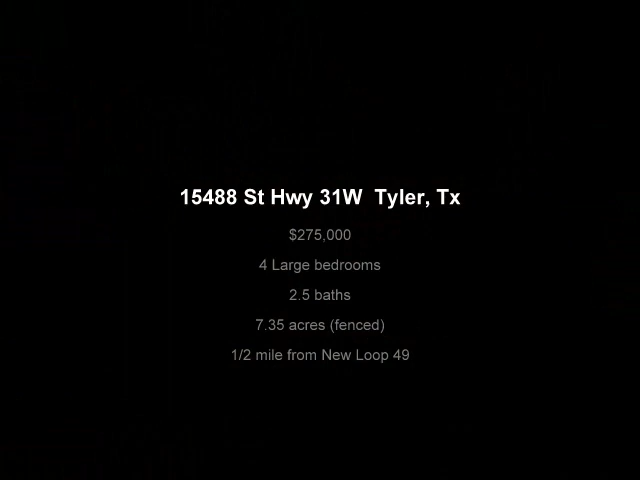 15488 St Hwy 31W  Tyler, Tx
$275,000
4 Large bedrooms
2.5 baths
7.35 acres (fenced)
1/2 mile from New Loop 49